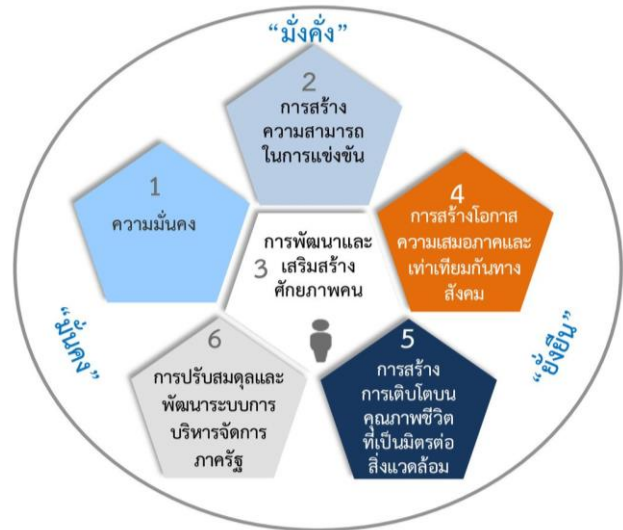 “มั่งคั่ง”
2
การสร้าง
ความสามารถ
ในการแข่งขัน
1
ความมั่นคง
4
การสร้างโอกาส
ความเสมอภาคและ
เท่าเทียมกันทาง
สังคม
การพัฒนาและ
3 เสริมสร้าง
ศักยภาพคน
“มั่นคง”
“ยั่งยืน”
6
การปรับสมดุลและ
พัฒนาระบบการ
บริหารจัดการ
ภาครัฐ
5
การสร้าง
การเติบโตบน
คุณภาพชีวิต
ที่เป็นมิตรต่อ
สิ่งแวดล้อม